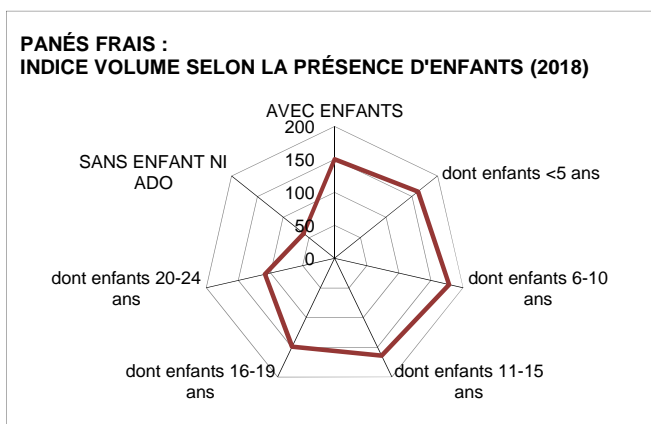 PANÉS FRAIS :
INDICE VOLUME SELON LA PRÉSENCE D'ENFANTS (2018)
AVEC ENFANTS
200
150
100
50
0
dont enfants <5 ans
dont enfants 6-10
ans
dont enfants 11-15
ans
dont enfants 16-19
ans
dont enfants 20-24
ans
SANS ENFANT NI
ADO